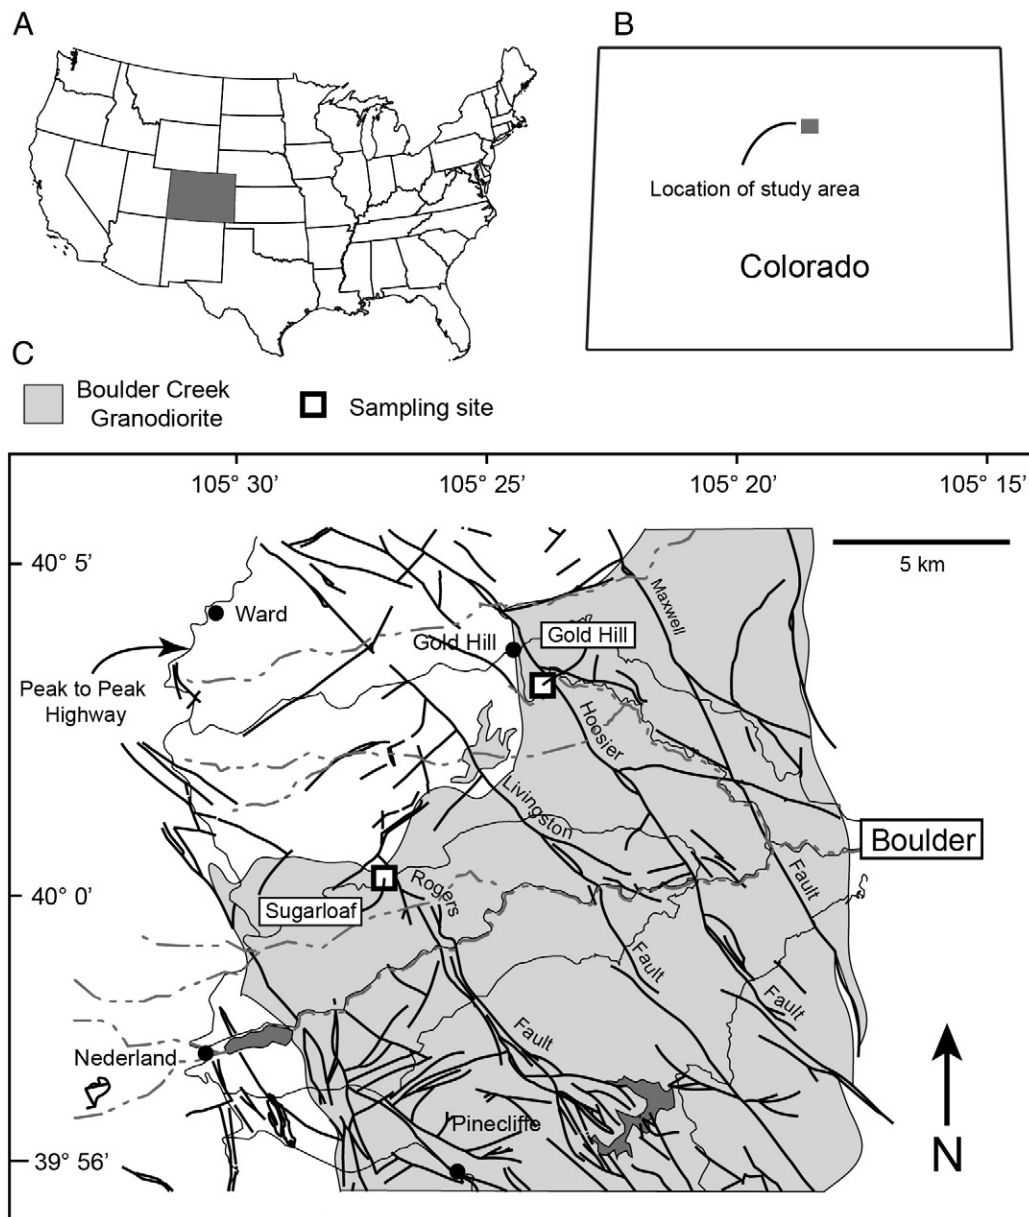 A
B
Location of study area
Colorado
C
Boulder Creek
Granodiorite
Sampling site
105° 30’
105° 25’
105° 20’
105° 15’
40° 5’
5 km
Ward
Maxwell
Gold Hill
Gold Hill
Peak to Peak
Highway
Hoosier
Livingston
Boulder
40° 0’
Rogers
Fault
Sugarloaf
Fault
Fault
Fault
Nederland
Pinecliffe
39° 56’
N